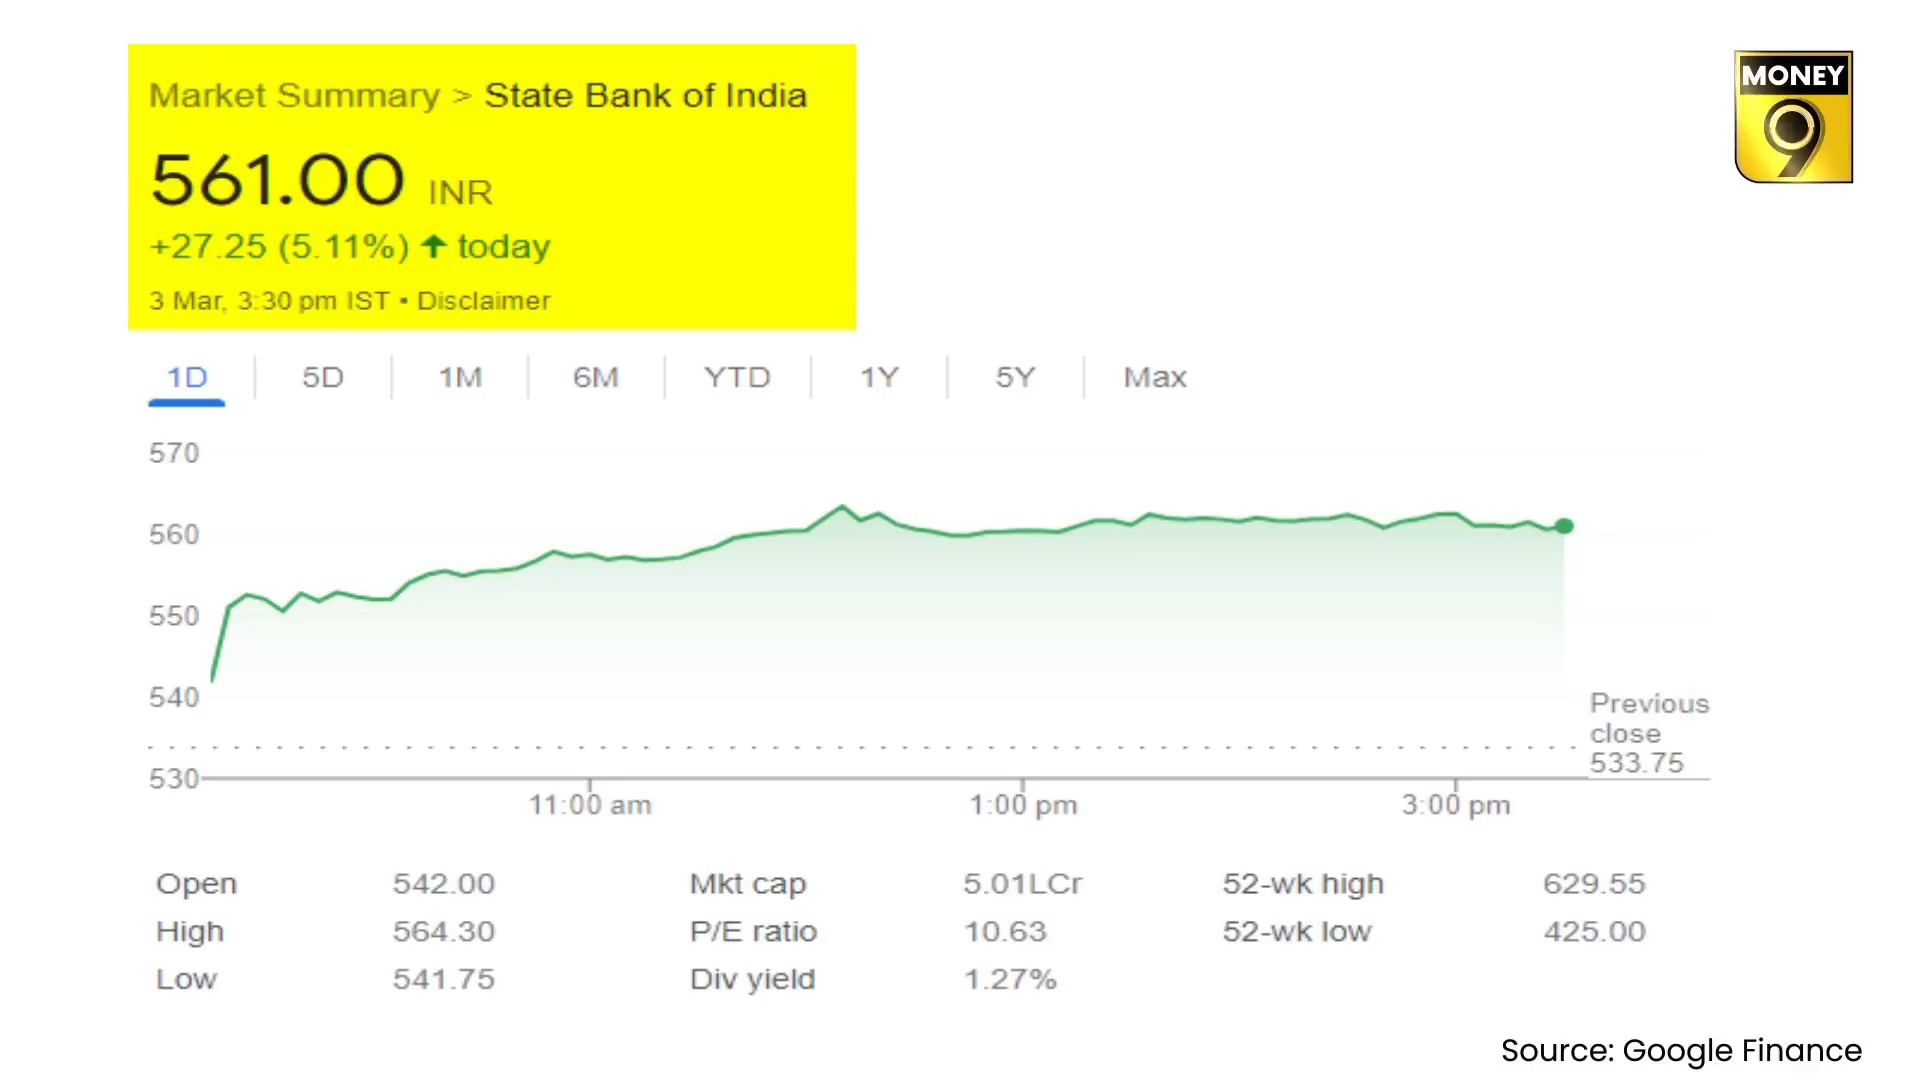 MONEY
9
Market Summary > State Bank of India
561.00 INR
+27.25 (5.11%) ↑ today
3 Mar, 3:30 pm IST • Disclaimer
1D 5D 1M 6M YTD 1Y 5Y Max
570
560
550
540
530
Previous
close
533.75
11:00 am 1:00 pm 3:00 pm
Open 542.00 Mkt cap 5.01LCr 52-wk high 629.55
High 564.30 P/E ratio 10.63 52-wk low 425.00
Low 541.75 Div yield 1.27%
Source: Google Finance